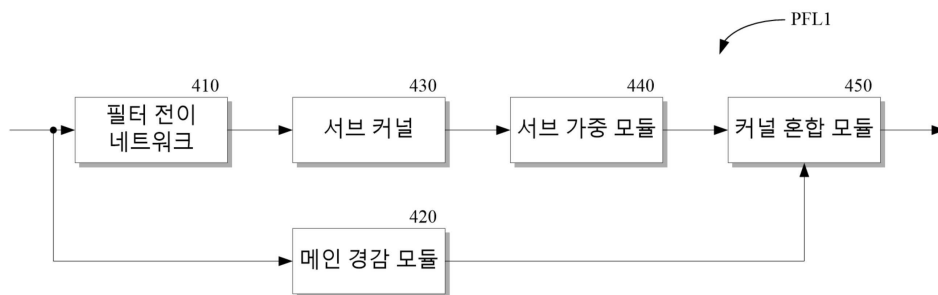 PFL1
410
필터 전이
네트워크
430
서브 커널
440
서브 가중 모듈
450
커널 혼합 모듈
420
메인 경감 모듈